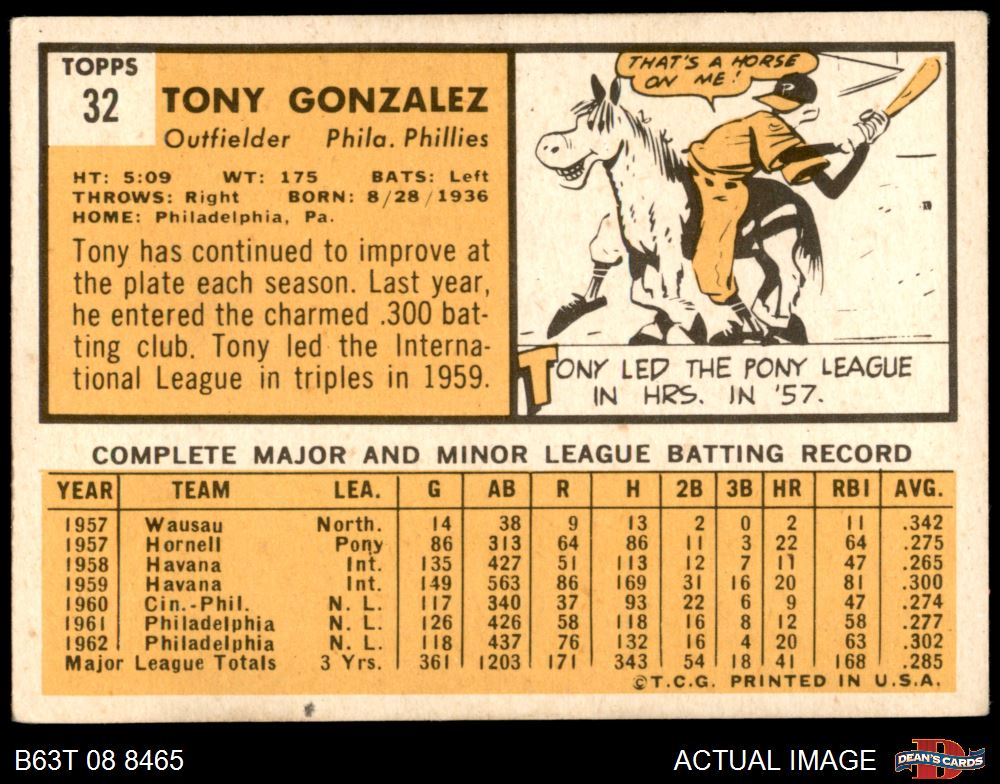 TOPPS
32
TONY GONZALEZ
Outfielder Phila. Phillies
HT: 5:09 WT: 175 BATS: Left
THROWS: Right BORN: 8/28/1936
HOME: Philadelphia, Pa.
Tony has continued to improve at
the plate each season. Last year,
he entered the charmed .300 bat-
ting club. Tony led the Interna-
tional League in triples in 1959.
THAT'S A HORSE
ON ME!
P
TONY LED THE PONY LEAGUE
IN HRS. IN '57.
COMPLETE MAJOR AND MINOR LEAGUE BATTING RECORD
YEAR TEAM LEA. G AB R H 2B 3B HR RBI AVG.
1957 Wausau North. 14 38 9 13 2 0 2 11 .342
1957 Hornell Pony 86 313 64 86 11 3 22 64 .275
1958 Havana Int. 135 427 51 113 12 7 11 47 .265
1959 Havana Int. 149 563 86 169 31 16 20 81 .300
1960 Cin.-Phil. N. L. 117 340 37 93 22 6 9 47 .274
1961 Philadelphia N. L. 126 426 58 118 16 8 12 58 .277
1962 Philadelphia N. L. 118 437 76 132 16 4 20 63 .302
Major League Totals 3 Yrs. 361 1203 171 343 54 18 41 168 .285
©T.C.G. PRINTED IN U.S.A.
B63T 08 8465
ACTUAL IMAGE
D
DEAN'S CARDS